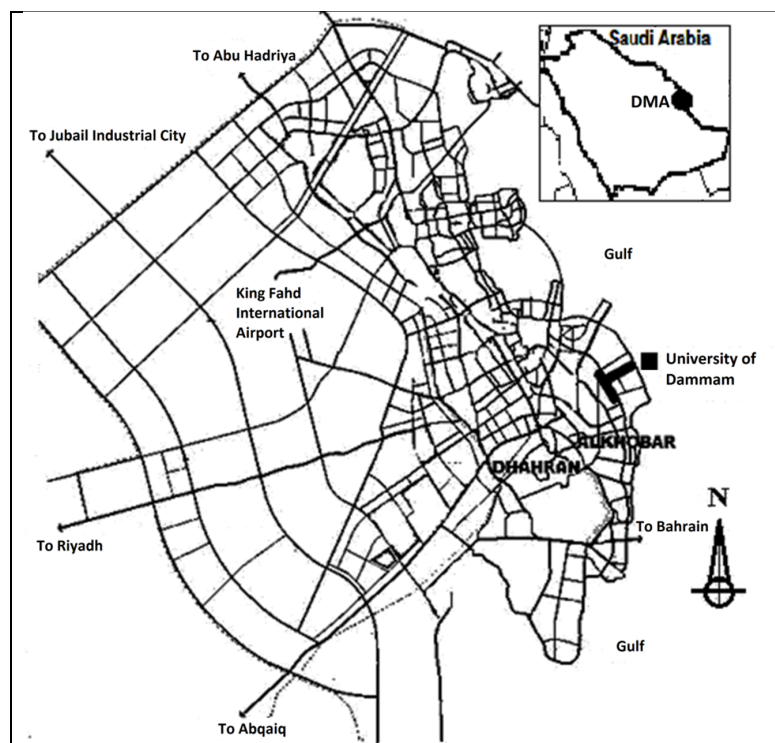 Saudi Arabia
DMA
To Abu Hadriya
To Jubail Industrial City
Gulf
King Fahd
International
Airport
University of
Dammam
ALKHOBAR
DHAHRAN
N
To Bahrain
To Riyadh
Gulf
To Abqaiq